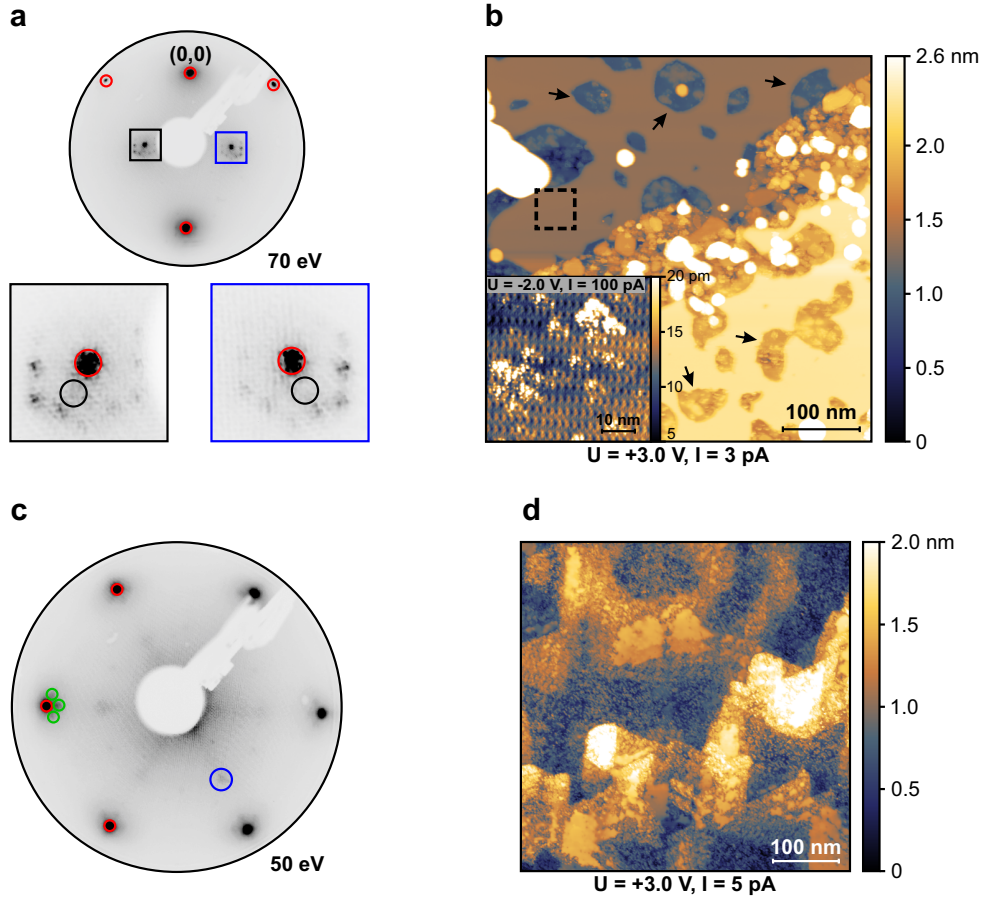 a
(0,0)
70 eV
b
2.6 nm
2.0
1.5
1.0
0.5
0
U = -2.0 V, I = 100 pA
20 pm
15
10
5
10 nm
100 nm
U = +3.0 V, I = 3 pA
c
50 eV
d
2.0 nm
1.5
1.0
0.5
0
100 nm
U = +3.0 V, I = 5 pA